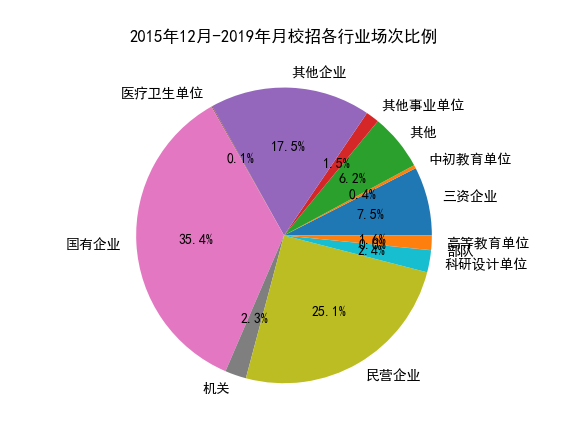 2015年12月-2019年月校招各行业场次比例
其他企业
医疗卫生单位
其他事业单位
其他
中初教育单位
三资企业
国有企业
高等教育单位
部队
科研设计单位
民营企业
机关
17.5%
0.1%
1.5%
6.2%
0.4%
7.5%
35.4%
1.6%
2.4%
2.3%
25.1%